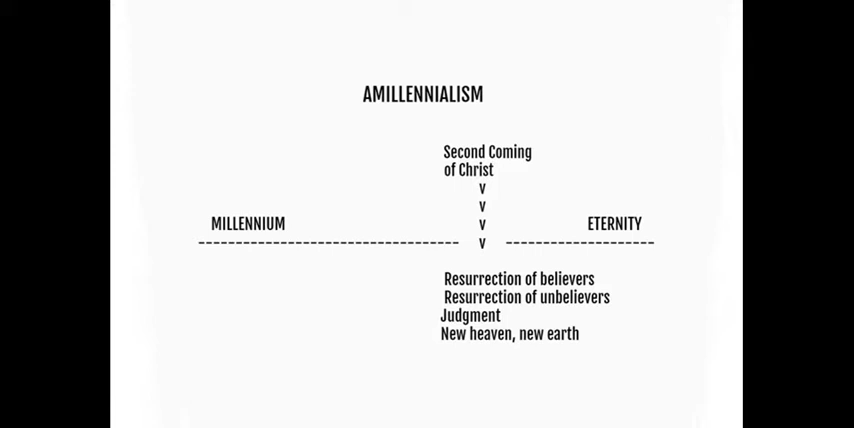 AMILLENNIALISM
Second Coming
of Christ
v
v
MILLENNIUM v ETERNITY
----------------------------------- v --------------------
Resurrection of believers
Resurrection of unbelievers
Judgment
New heaven, new earth